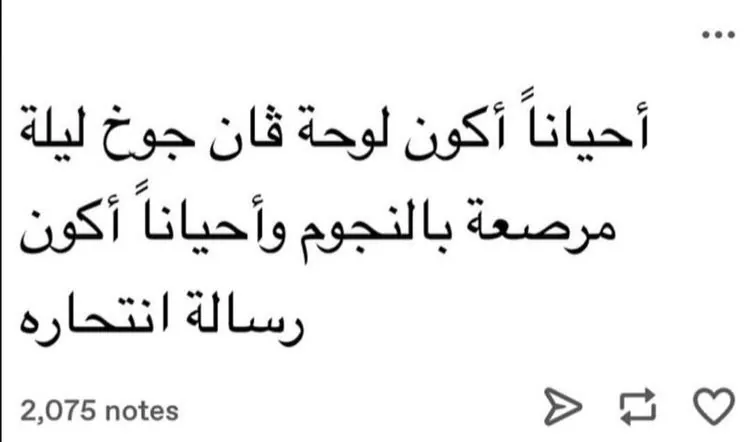 أحياناً أكون لوحة ڤان جوخ ليلة
مرصعة بالنجوم وأحياناً أكون
رسالة انتحاره
2,075 notes